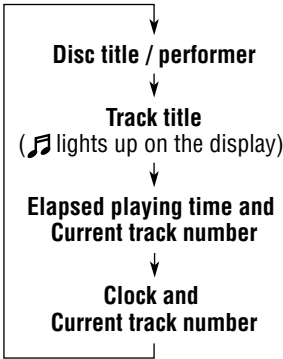 Disc title / performer
Track title
(♫ lights up on the display)
Elapsed playing time and
Current track number
Clock and
Current track number